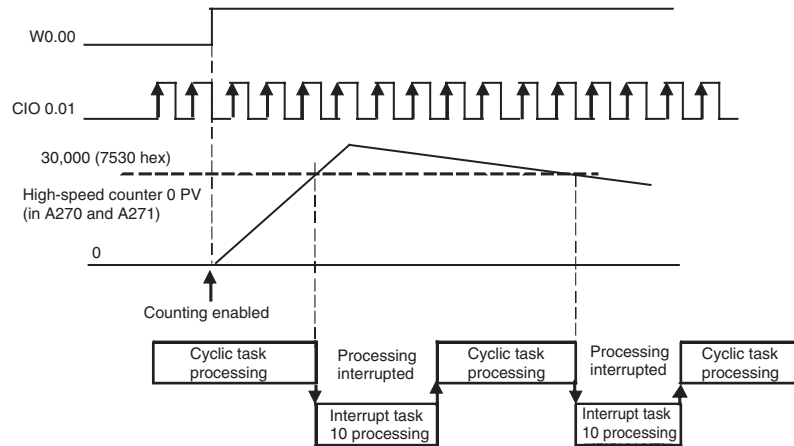 W0.00
CIO 0.01
30,000 (7530 hex)
High-speed counter 0 PV
(in A270 and A271)
0
Counting enabled
Cyclic task
processing
Processing
interrupted
Cyclic task
processing
Processing
interrupted
Cyclic task
processing
Interrupt task
10 processing
Interrupt task
10 processing